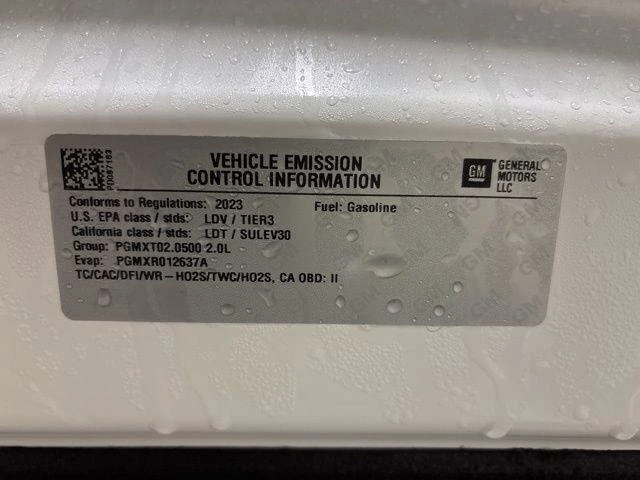 VEHICLE EMISSION
CONTROL INFORMATION
GM
GENERAL
MOTORS
LLC
Conforms to Regulations: 2023 Fuel: Gasoline
U.S. EPA class / stds: LDV / TIER3
California class / stds: LDT / SULEV30
Group: PGMXT02.0500 2.0L
Evap: PGMXR012637A
TC/CAC/DFI/WR-HO2S/TWC/HO2S, CA OBD: II